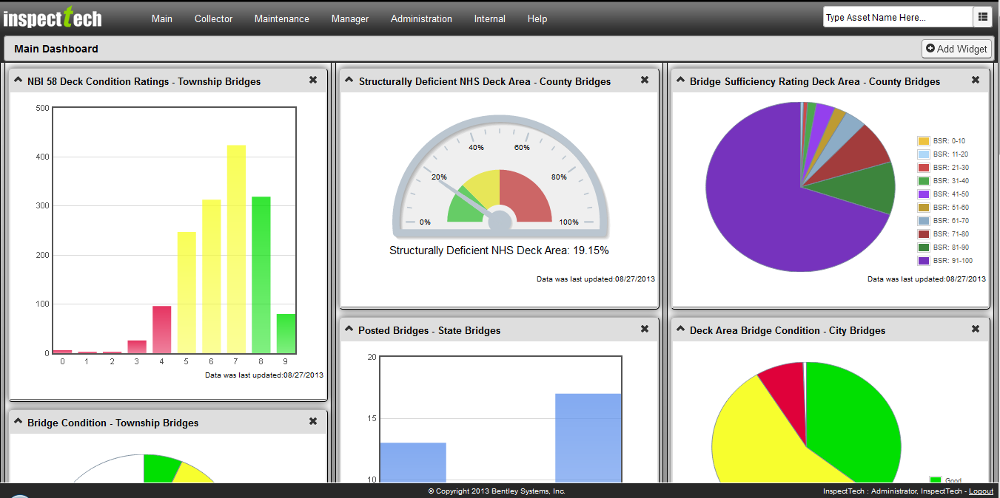 inspecttech
Main Collector Maintenance Manager Administration Internal Help
Type Asset Name Here...
Main Dashboard
Add Widget
NBI 58 Deck Condition Ratings - Township Bridges
500
400
300
200
100
0
0 1 2 3 4 5 6 7 8 9
Data was last updated:08/27/2013
Bridge Condition - Township Bridges
Structurally Deficient NHS Deck Area - County Bridges
0% 20% 40% 60% 80% 100%
Structurally Deficient NHS Deck Area: 19.15%
Data was last updated:08/27/2013
Posted Bridges - State Bridges
20
15
10
Bridge Sufficiency Rating Deck Area - County Bridges
BSR: 0-10
BSR: 11-20
BSR: 21-30
BSR: 31-40
BSR: 41-50
BSR: 51-60
BSR: 61-70
BSR: 71-80
BSR: 81-90
BSR: 91-100
Data was last updated:08/27/2013
Deck Area Bridge Condition - City Bridges
Good
© Copyright 2013 Bentley Systems, Inc.
InspectTech : Administrator, InspectTech - Logout